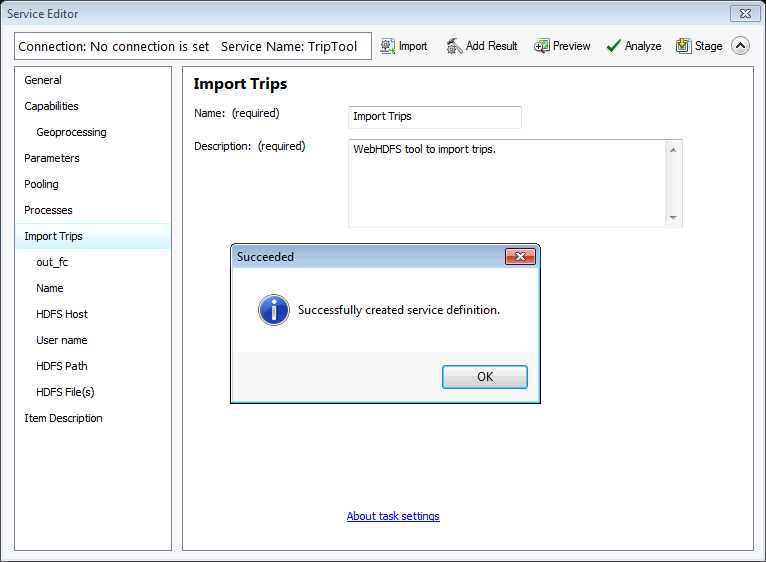 Service Editor
Connection: No connection is set Service Name: TripTool Import Add Result Preview Analyze Stage
General
Capabilities
Geoprocessing
Parameters
Pooling
Processes
Import Trips
out_fc
Name
HDFS Host
User name
HDFS Path
HDFS File(s)
Item Description
Import Trips
Name: (required) Import Trips
Description: (required) WebHDFS tool to import trips.
Succeeded
Successfully created service definition.
OK
About task settings